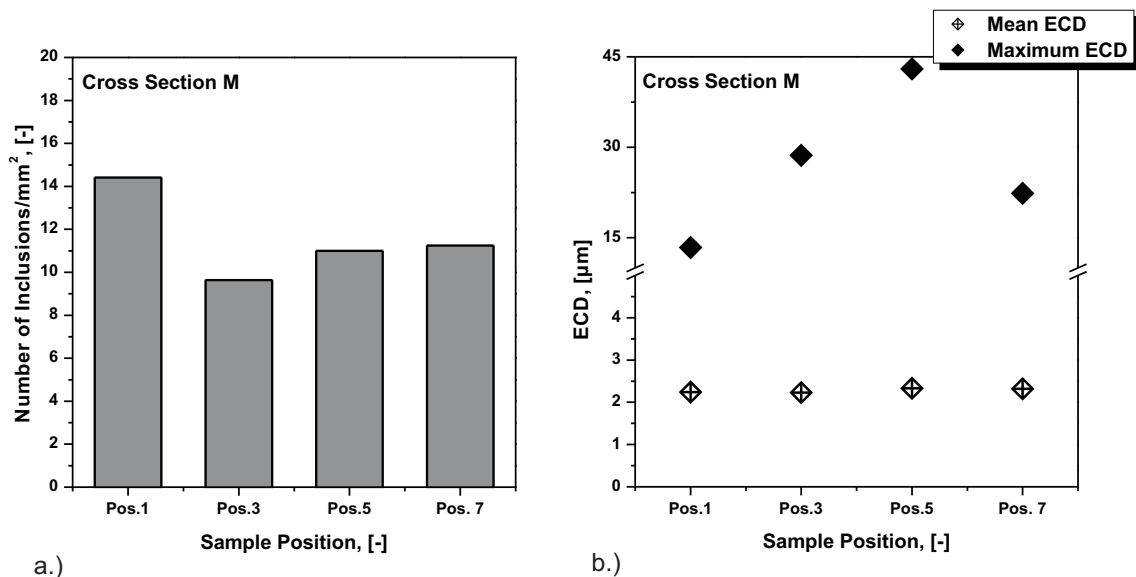 Mean ECD
Maximum ECD
Cross Section M
20
18
16
14
12
10
8
6
4
2
0
Number of Inclusions/mm², [-]
Pos.1 Pos.3 Pos.5 Pos. 7
Sample Position, [-]
a.)
Cross Section M
45
30
15
4
3
2
1
0
ECD, [µm]
Pos.1 Pos.3 Pos.5 Pos. 7
Sample Position, [-]
b.)